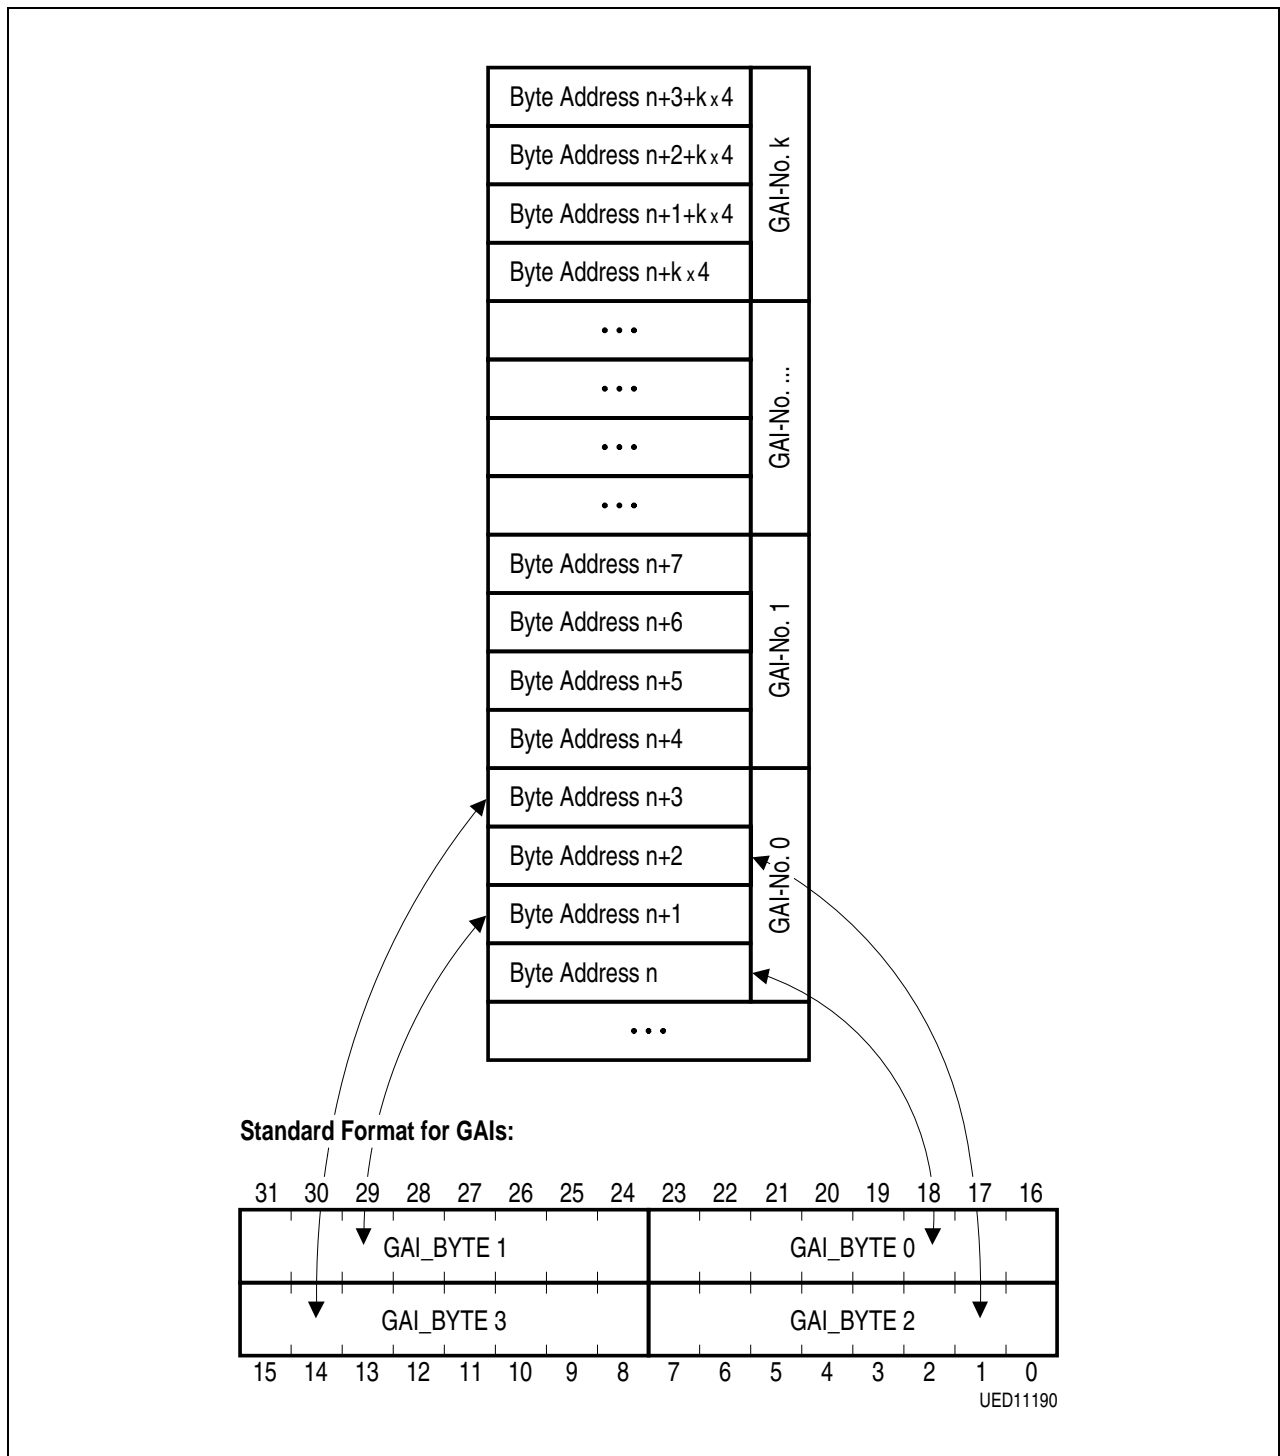 Byte Address n+3+k x 4
Byte Address n+2+k x 4
Byte Address n+1+k x 4
Byte Address n+k x 4
GAI-No. k
• • •
• • •
• • •
• • •
GAI-No. ...
Byte Address n+7
Byte Address n+6
Byte Address n+5
Byte Address n+4
GAI-No. 1
Byte Address n+3
Byte Address n+2
Byte Address n+1
Byte Address n
GAI-No. 0
• • •
Standard Format for GAIs:
31 30 29 28 27 26 25 24 23 22 21 20 19 18 17 16
GAI_BYTE 1 GAI_BYTE 0
GAI_BYTE 3 GAI_BYTE 2
15 14 13 12 11 10 9 8 7 6 5 4 3 2 1 0
UED11190